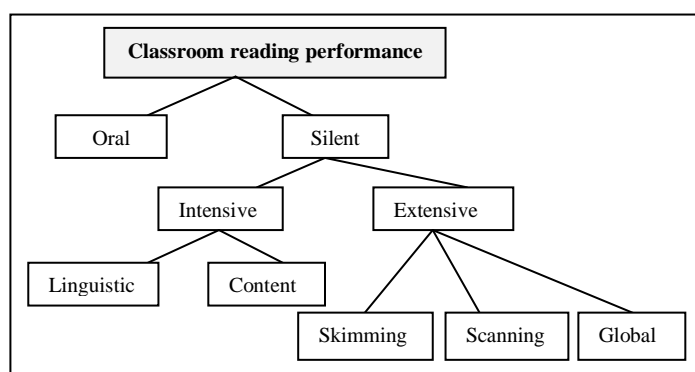 Classroom reading performance
Oral
Silent
Intensive
Extensive
Linguistic
Content
Skimming
Scanning
Global